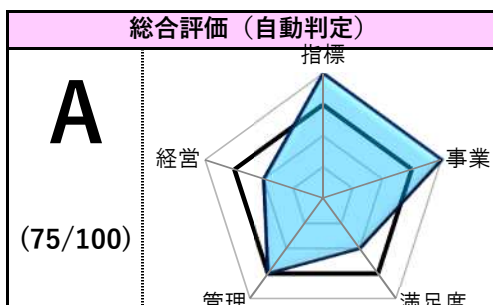 総合評価（自動判定）
A
(75/100)
指標
事業
満足度
管理
経営